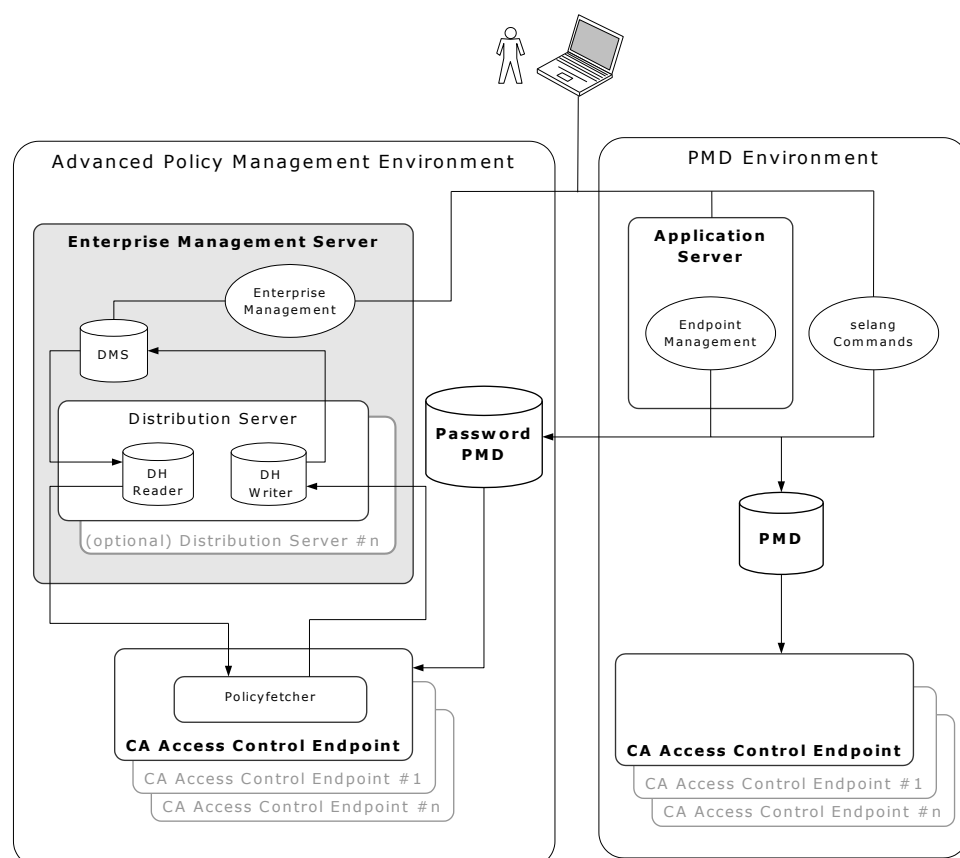 Advanced Policy Management Environment
Enterprise Management Server
Enterprise
Management
DMS
Distribution Server
DH
Reader
DH
Writer
(optional) Distribution Server #n
Password
PMD
Policyfetcher
CA Access Control Endpoint
CA Access Control Endpoint #1
CA Access Control Endpoint #n
PMD Environment
Application
Server
Endpoint
Management
selang
Commands
PMD
CA Access Control Endpoint
CA Access Control Endpoint #1
CA Access Control Endpoint #n